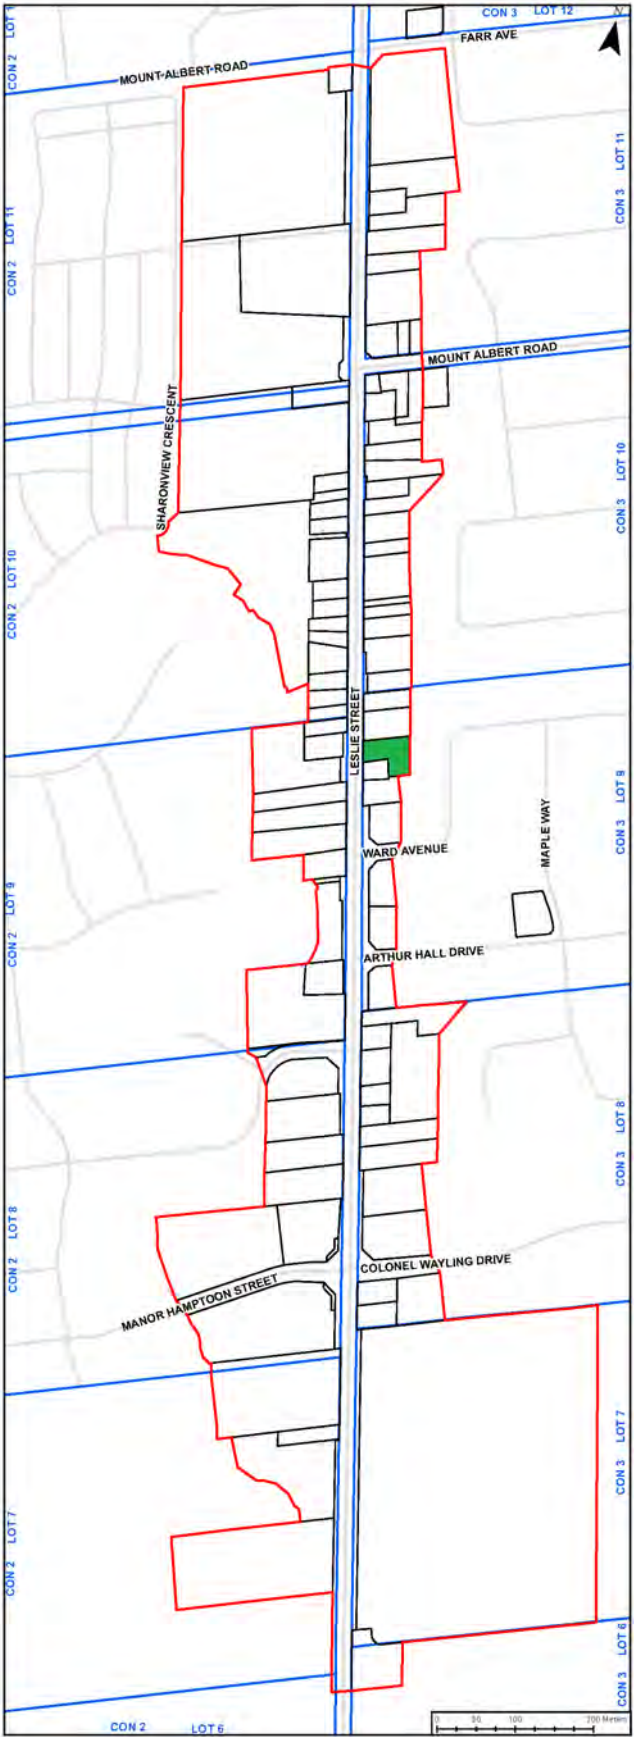 CON 3 LOT 12
N
FARR AVE
MOUNT ALBERT ROAD
CON 2 LOT 1
CON 3 LOT 11
CON 2 LOT 11
MOUNT ALBERT ROAD
SHARONVIEW CRESCENT
CON 3 LOT 10
CON 2 LOT 10
LESLIE STREET
CON 3 LOT 9
MAPLE WAY
WARD AVENUE
CON 2 LOT 9
ARTHUR HALL DRIVE
CON 3 LOT 8
CON 2 LOT 8
COLONEL WAYLING DRIVE
MANOR HAMPTOON STREET
CON 3 LOT 7
CON 2 LOT 7
CON 3 LOT 6
CON 2 LOT 6
0 50 100 200 Meters